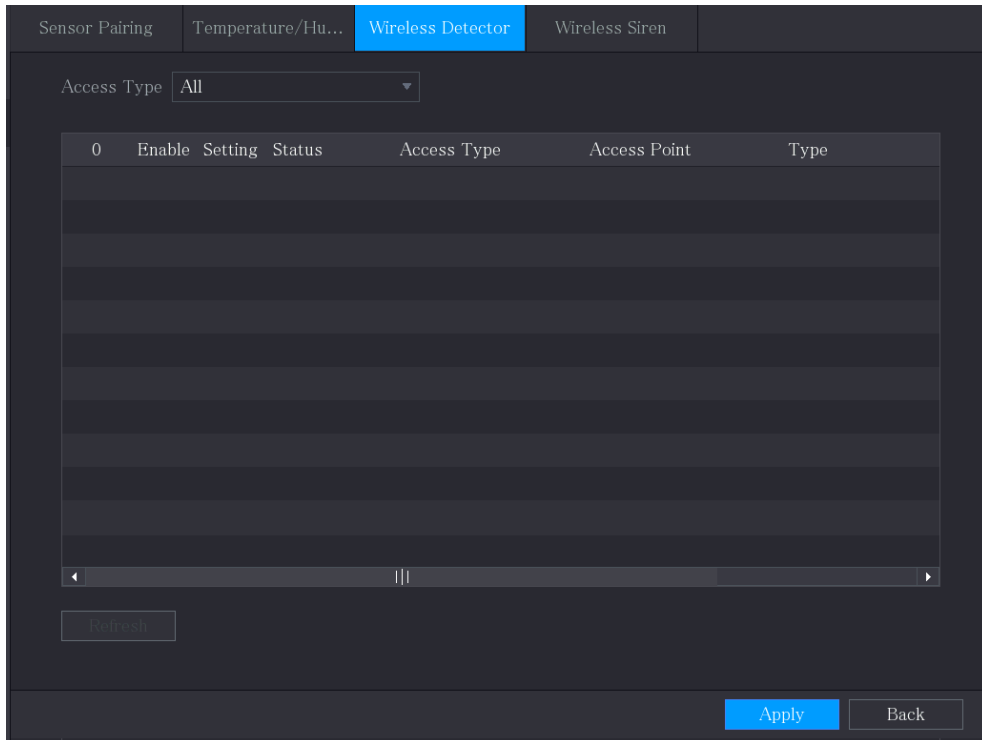 Sensor Pairing Temperature/Hu... Wireless Detector Wireless Siren
Access Type All
0 Enable Setting Status Access Type Access Point Type
Refresh
Apply Back